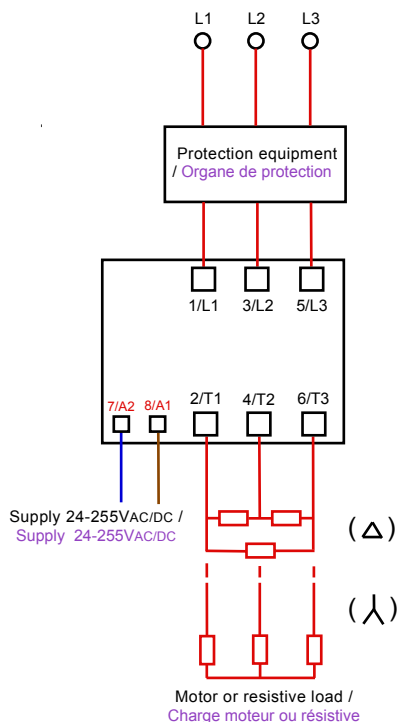 L1 L2 L3
Protection equipment
/ Organe de protection
1/L1 3/L2 5/L3
7/A2 8/A1 2/T1 4/T2 6/T3
Supply 24-255VAC/DC /
Supply 24-255VAC/DC
(△)
(⅄)
Motor or resistive load /
Charge moteur ou résistive